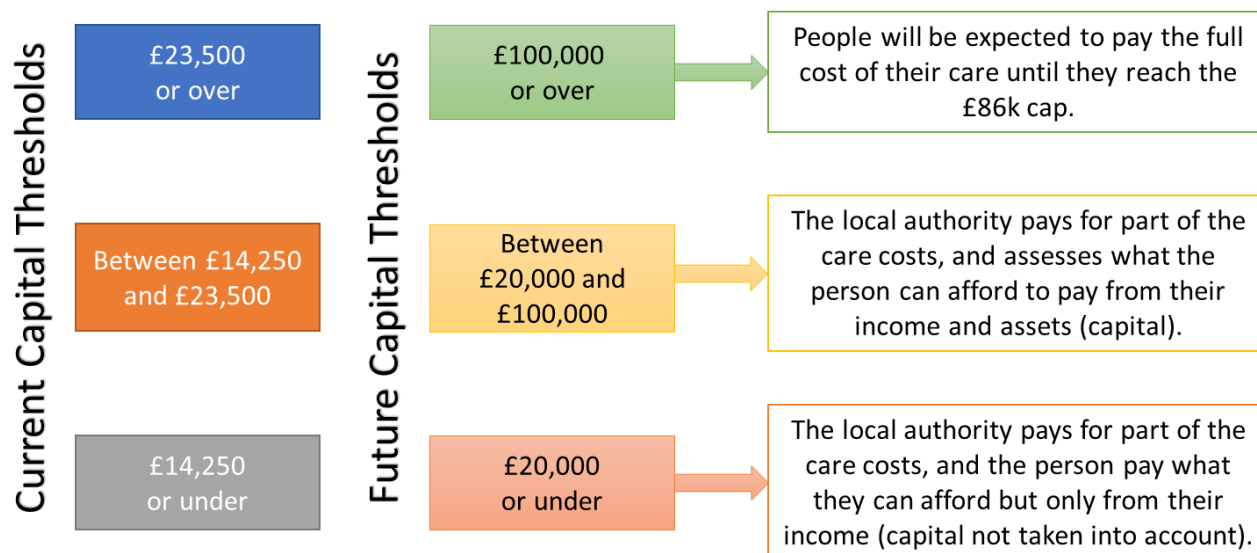 Current Capital Thresholds
£23,500
or over
Between £14,250
and £23,500
£14,250
or under
Future Capital Thresholds
£100,000
or over
People will be expected to pay the full
cost of their care until they reach the
£86k cap.
Between
£20,000 and
£100,000
The local authority pays for part of the
care costs, and assesses what the
person can afford to pay from their
income and assets (capital).
£20,000
or under
The local authority pays for part of the
care costs, and the person pay what
they can afford but only from their
income (capital not taken into account).